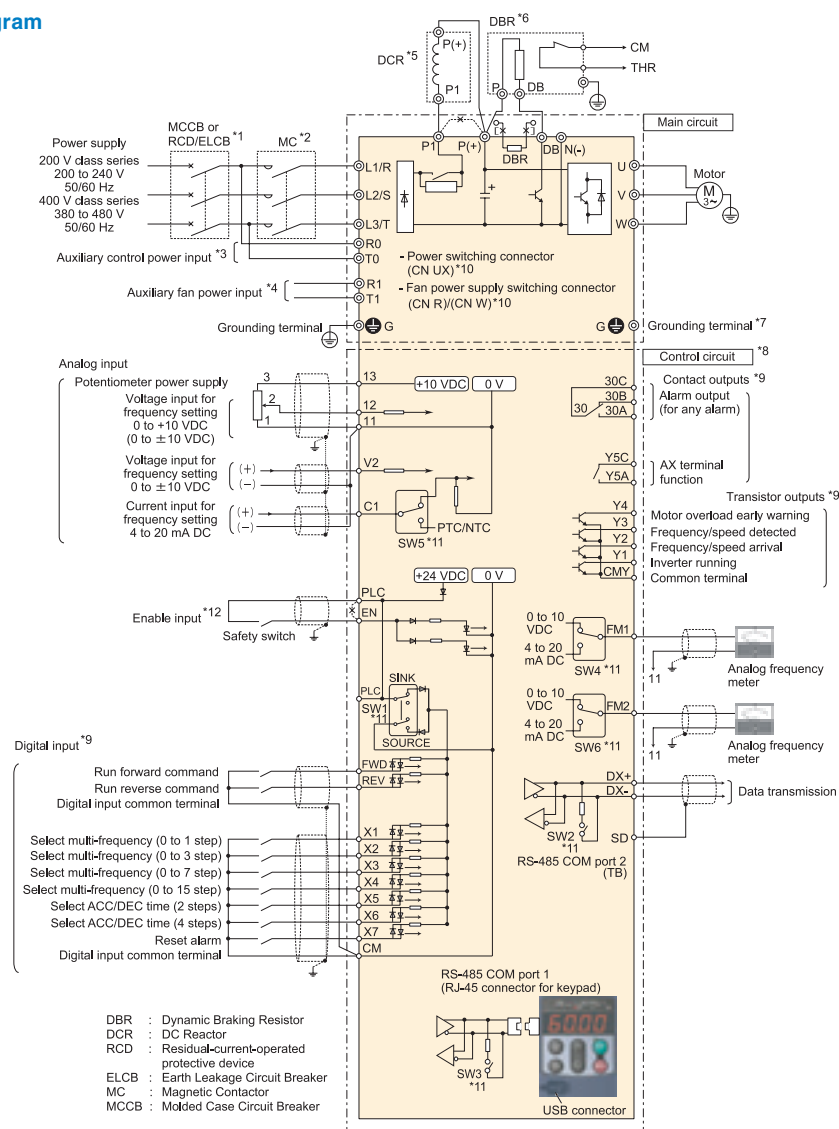 gram
DBR *6
P(+)
DCR *5
P1
P
DB
CM
THR
Main circuit
MCCB or
RCD/ELCB *1
MC *2
Power supply
200 V class series
200 to 240 V
50/60 Hz
400 V class series
380 to 480 V
50/60 Hz
P1
P(+)
DBR
DB
N(-)
L1/R
L2/S
L3/T
+
U
V
W
Motor
M
3~
R0
T0
Auxiliary control power input *3
- Power switching connector
(CN UX) *10
R1
T1
Auxiliary fan power input *4
- Fan power supply switching connector
(CN R)/(CN W) *10
Grounding terminal
G
G
Grounding terminal *7
Control circuit *8
Analog input
Potentiometer power supply
Voltage input for
frequency setting
0 to +10 VDC
(0 to ±10 VDC)
3
2
1
13
12
11
+10 VDC
0 V
Voltage input for
frequency setting
0 to ±10 VDC
(+)
(-)
V2
Current input for
frequency setting
4 to 20 mA DC
(+)
(-)
C1
PTC/NTC
SW5 *11
30C
30B
30
30A
Contact outputs *9
Alarm output
(for any alarm)
Y5C
Y5A
AX terminal
function
Transistor outputs *9
Y4
Motor overload early warning
Y3
Frequency/speed detected
Y2
Frequency/speed arrival
Y1
Inverter running
CMY
Common terminal
+24 VDC
0 V
PLC
EN
Enable input *12
Safety switch
0 to 10
VDC
4 to 20
mA DC
FM1
SW4 *11
11
Analog frequency
meter
PLC
SW1
*11
SINK
SOURCE
0 to 10
VDC
4 to 20
mA DC
FM2
SW6 *11
11
Analog frequency
meter
Digital input *9
Run forward command
FWD
Run reverse command
REV
Digital input common terminal
DX+
DX-
Data transmission
SW2
*11
SD
RS-485 COM port 2
(TB)
Select multi-frequency (0 to 1 step)
X1
Select multi-frequency (0 to 3 step)
X2
Select multi-frequency (0 to 7 step)
X3
Select multi-frequency (0 to 15 step)
X4
Select ACC/DEC time (2 steps)
X5
Select ACC/DEC time (4 steps)
X6
Reset alarm
X7
Digital input common terminal
CM
RS-485 COM port 1
(RJ-45 connector for keypad)
60.00
SW3
*11
USB connector
DBR : Dynamic Braking Resistor
DCR : DC Reactor
RCD : Residual-current-operated
protective device
ELCB : Earth Leakage Circuit Breaker
MC : Magnetic Contactor
MCCB : Molded Case Circuit Breaker